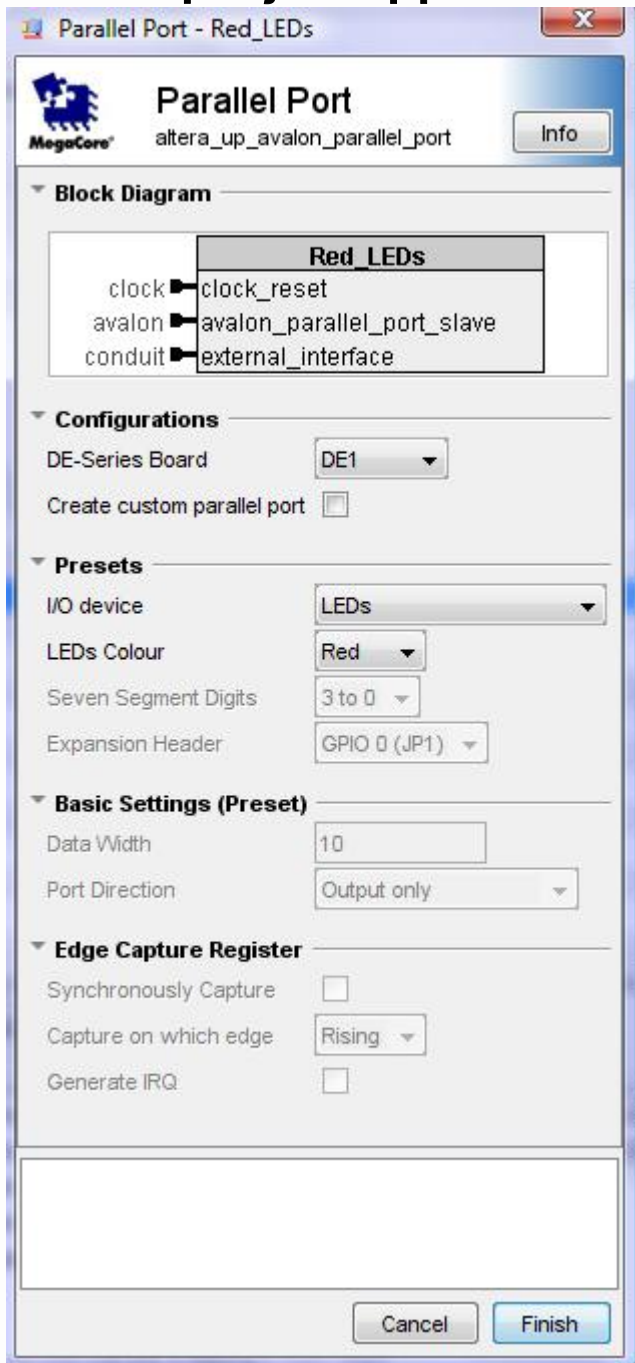 Parallel Port - Red_LEDs
Parallel Port
MegaCore®
altera_up_avalon_parallel_port
Info
Block Diagram
Red_LEDs
clock clock_reset
avalon avalon_parallel_port_slave
conduit external_interface
Configurations
DE-Series Board DE1
Create custom parallel port
Presets
I/O device LEDs
LEDs Colour Red
Seven Segment Digits 3 to 0
Expansion Header GPIO 0 (JP1)
Basic Settings (Preset)
Data Width 10
Port Direction Output only
Edge Capture Register
Synchronously Capture
Capture on which edge Rising
Generate IRQ
Cancel Finish